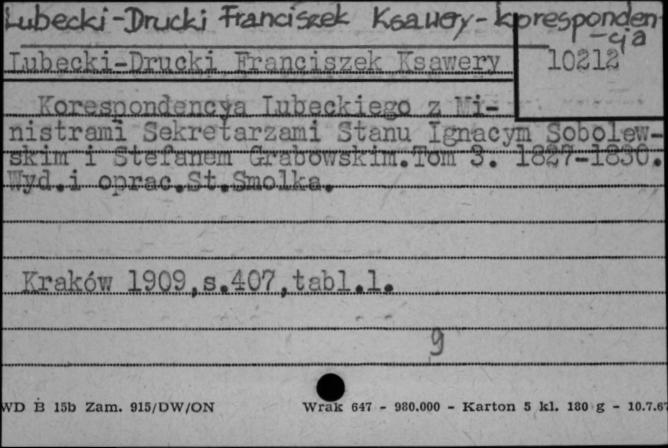 Lubecki-Drucki Franciszek Ksawery - koresponden
-cja
Lubecki-Drucki Franciszek Ksawery
10212
Korespondencya Lubeckiego z Mi-
nistrami Sekretarzami Stanu Ignacym Sobolew-
skim i Stefanem Grabowskim.Tom 3. 1827-1830.
Wyd.i oprac.St.Smolka.
Kraków 1909,s.407,tabl.1.
9
WD B 15b Zam. 915/DW/ON Wrak 647 - 980.000 - Karton 5 kl. 180 g - 10.7.67